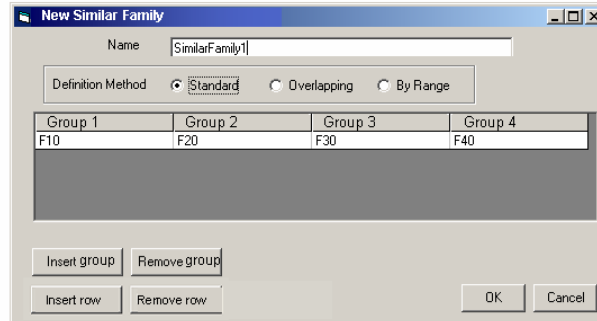 New Similar Family
Name SimilarFamily1
Definition Method Standard Overlapping By Range
Group 1 Group 2 Group 3 Group 4
F10 F20 F30 F40
Insert group Remove group
Insert row Remove row OK Cancel